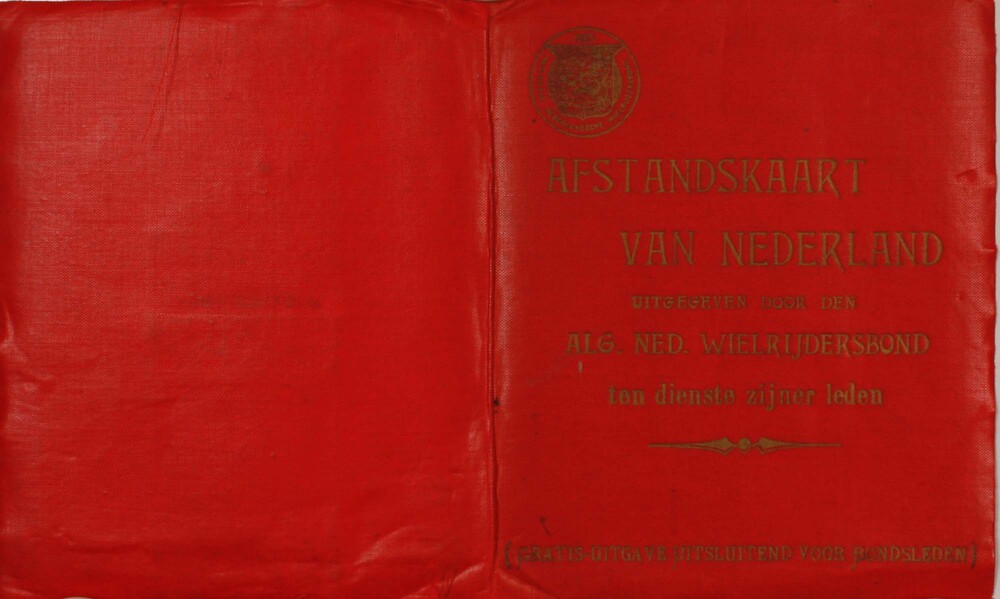 AFSTANDSKAART
VAN NEDERLAND
UITGEGEVEN DOOR DEN
ALG. NED. WIELRIJDERSBOND
ten dienste zijner leden
(GRATIS-UITGAVE UITSLUITEND VOOR BONDSLEDEN)